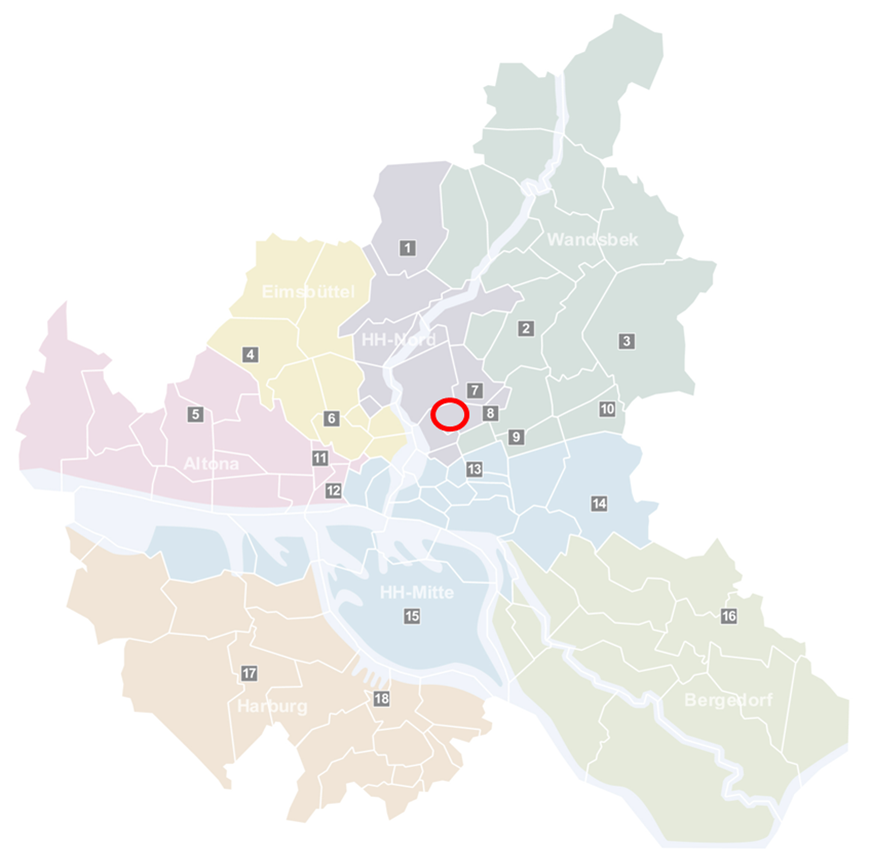 1
Wandsbek
Eimsbüttel
HH-Nord
2
3
4
7
5
6
8
10
9
11
Altona
13
12
14
HH-Mitte
15
16
17
18
Harburg
Bergedorf